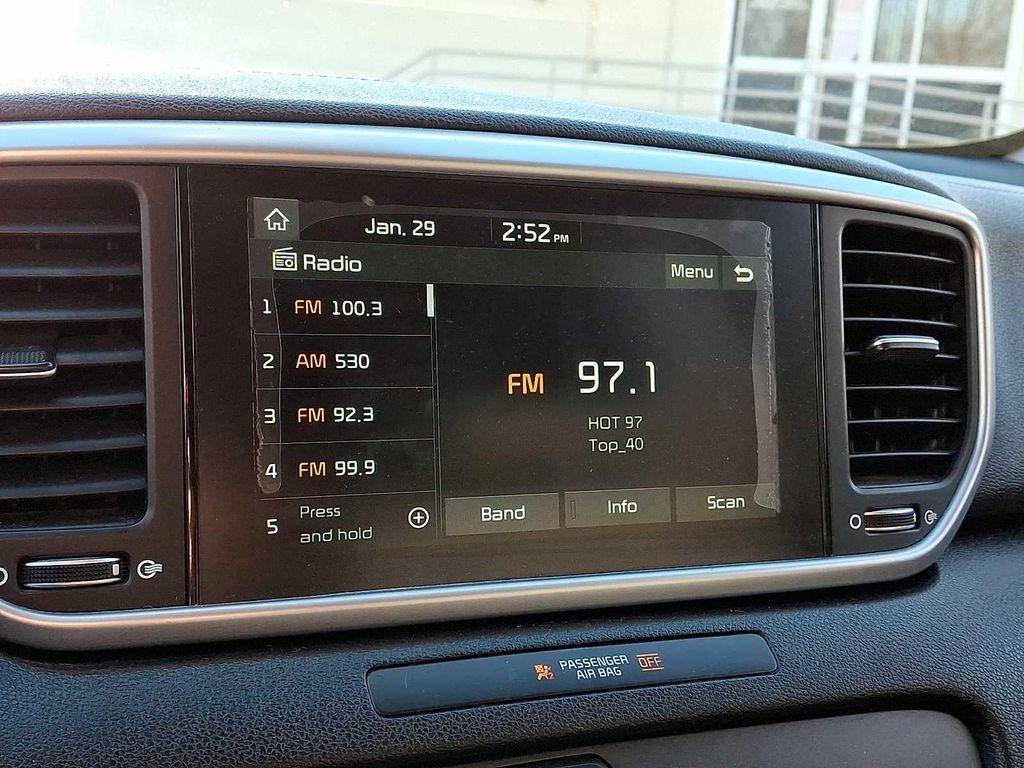 Jan. 29 2:52 PM
Radio
Menu
1 FM 100.3
2 AM 530
3 FM 92.3
4 FM 99.9
5 Press and hold
FM 97.1
HOT 97
Top_40
Band Info Scan
PASSENGER
AIR BAG
OFF
2